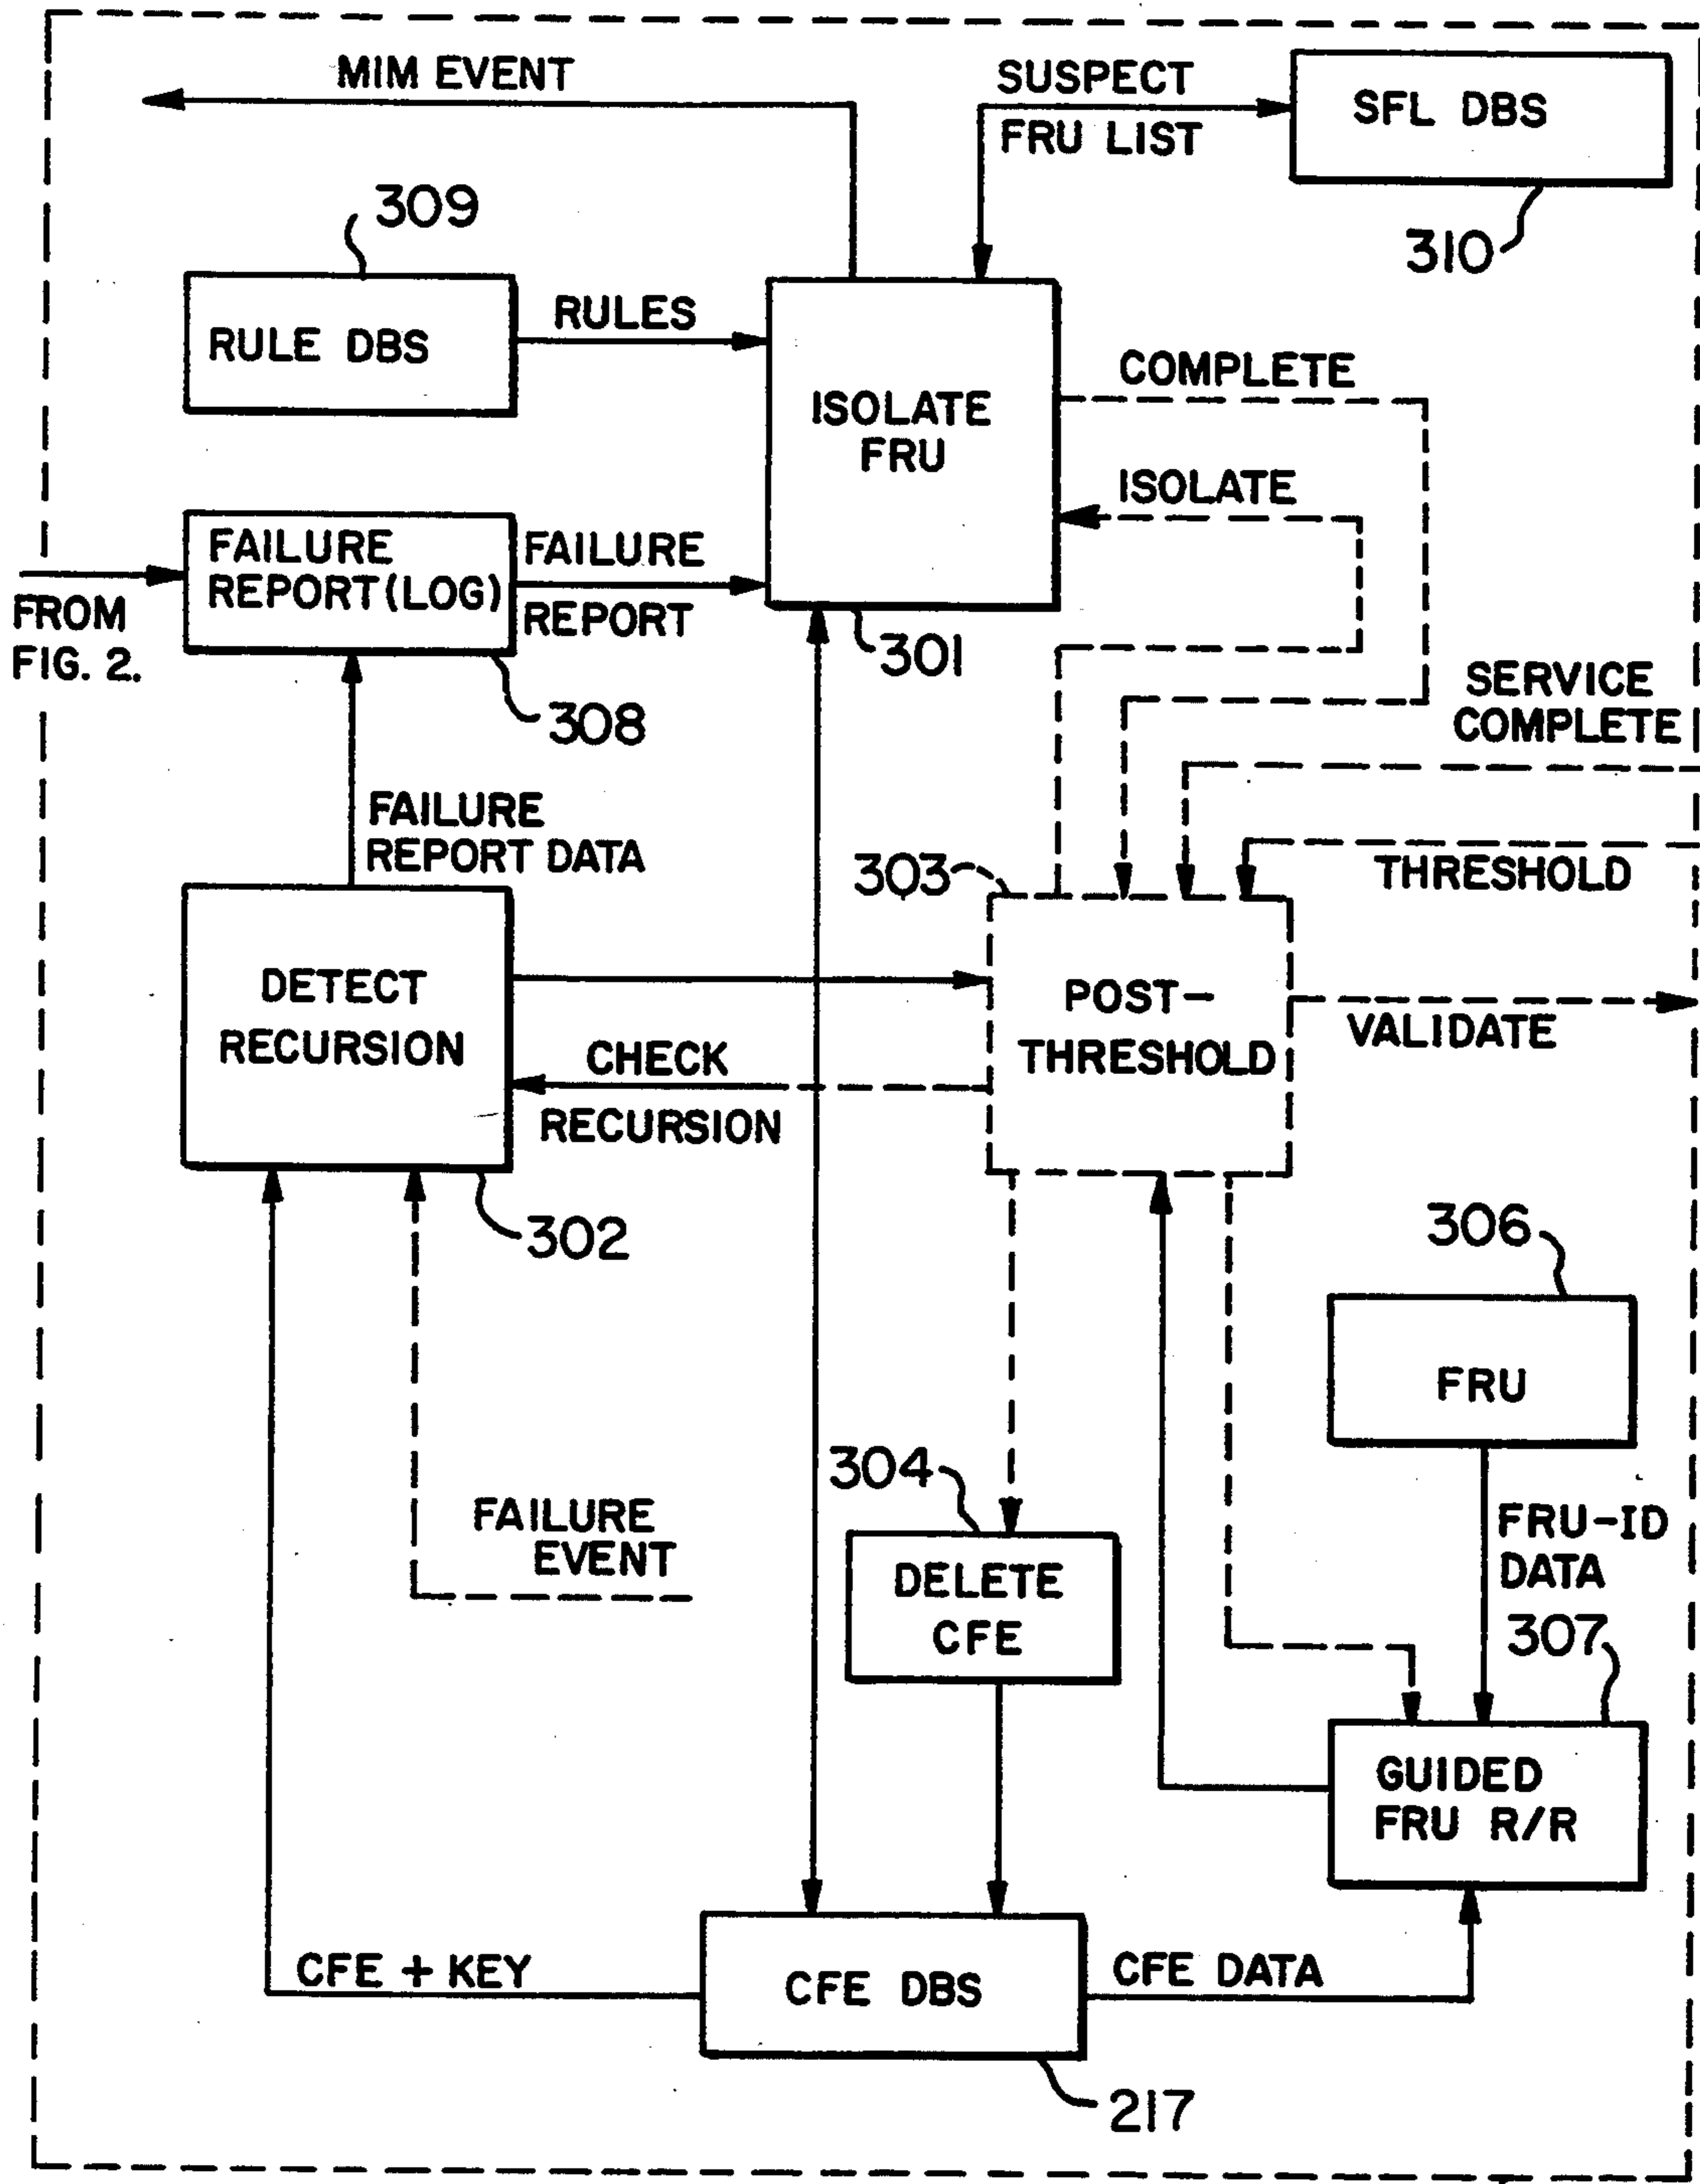 MIM EVENT
SUSPECT
FRU LIST
SFL DBS
310
309
RULE DBS
RULES
ISOLATE
FRU
301
COMPLETE
ISOLATE
FROM
FIG. 2.
FAILURE
REPORT (LOG)
308
FAILURE
REPORT
SERVICE
COMPLETE
THRESHOLD
FAILURE
REPORT DATA
303
DETECT
RECURSION
302
POST-
THRESHOLD
VALIDATE
CHECK
RECURSION
306
FRU
FRU-ID
DATA
304
DELETE
CFE
FAILURE
EVENT
307
GUIDED
FRU R/R
CFE + KEY
CFE DBS
CFE DATA
217